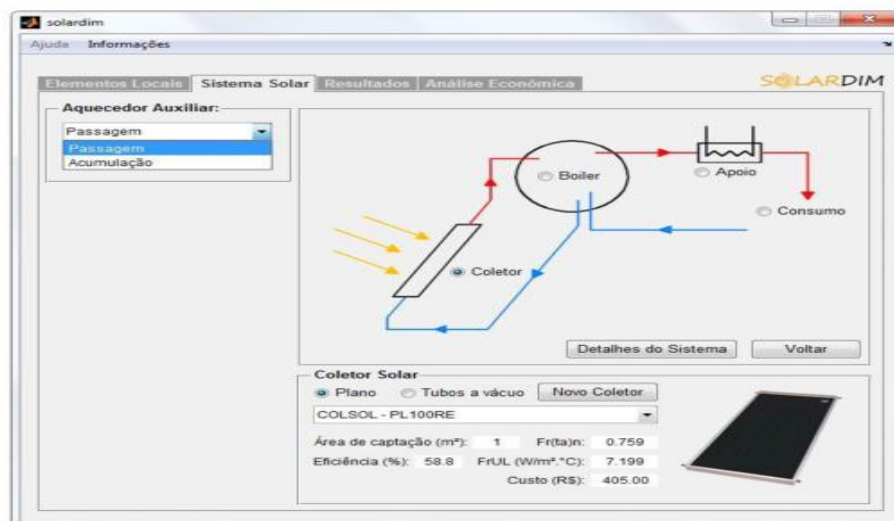 solardim
Ajuda Informações
Elementos Locais Sistema Solar Resultados Análise Económica
SOLARDIM
Aquecedor Auxiliar:
Passagem
Passagem
Acumulação
Boiler
Apoio
Consumo
Coletor
Detalhes do Sistema Voltar
Coletor Solar
Plano Tubos a vácuo Novo Coletor
COLSOL - PL100RE
Área de captação (m²): 1 Fr(ta)n: 0.759
Eficiência (%): 58.8 FrUL (W/m².°C): 7.199
Custo (R$): 405.00